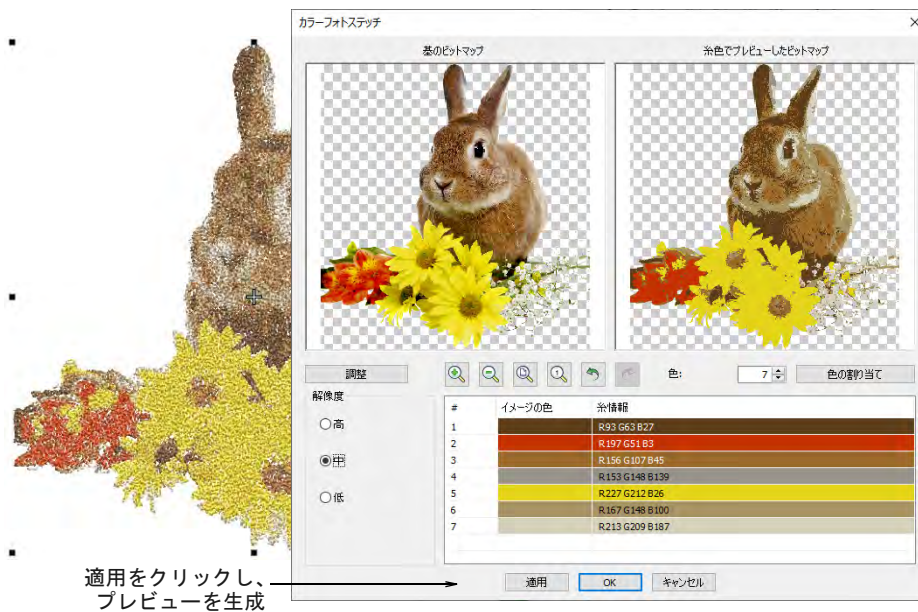 カラーフォトステッチ
基のビットマップ
糸色でプレビューしたビットマップ
調整
色:
7
色の割り当て
解像度
高
中
低
# イメージの色 糸情報
1 R93 G63 B27
2 R197 G51 B3
3 R156 G107 B45
4 R153 G148 B139
5 R227 G212 B26
6 R167 G148 B100
7 R213 G209 B187
適用 OK キャンセル
適用をクリックし、
プレビューを生成